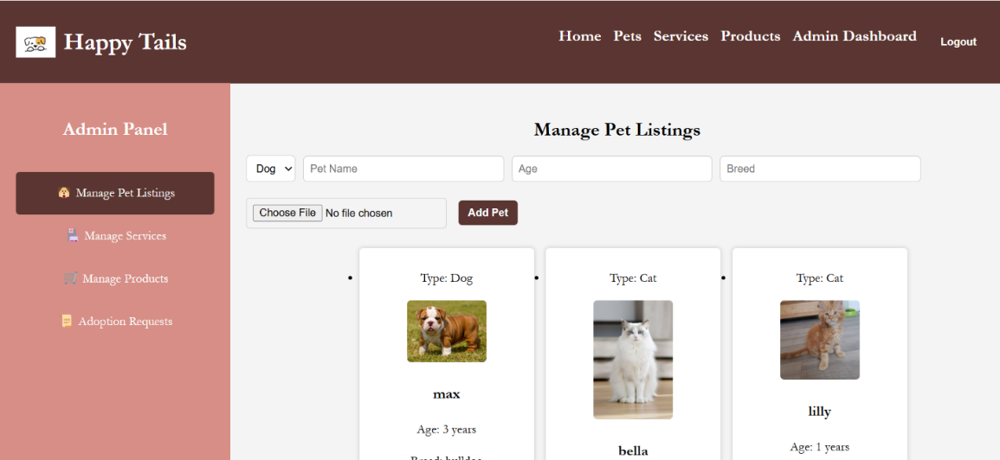 Happy Tails
Home Pets Services Products Admin Dashboard Logout
Admin Panel
Manage Pet Listings
Manage Services
Manage Products
Adoption Requests
Manage Pet Listings
Dog Pet Name Age Breed
Choose File No file chosen Add Pet
Type: Dog
max
Age: 3 years
Breed: bulldog
Type: Cat
bella
Type: Cat
lilly
Age: 1 years